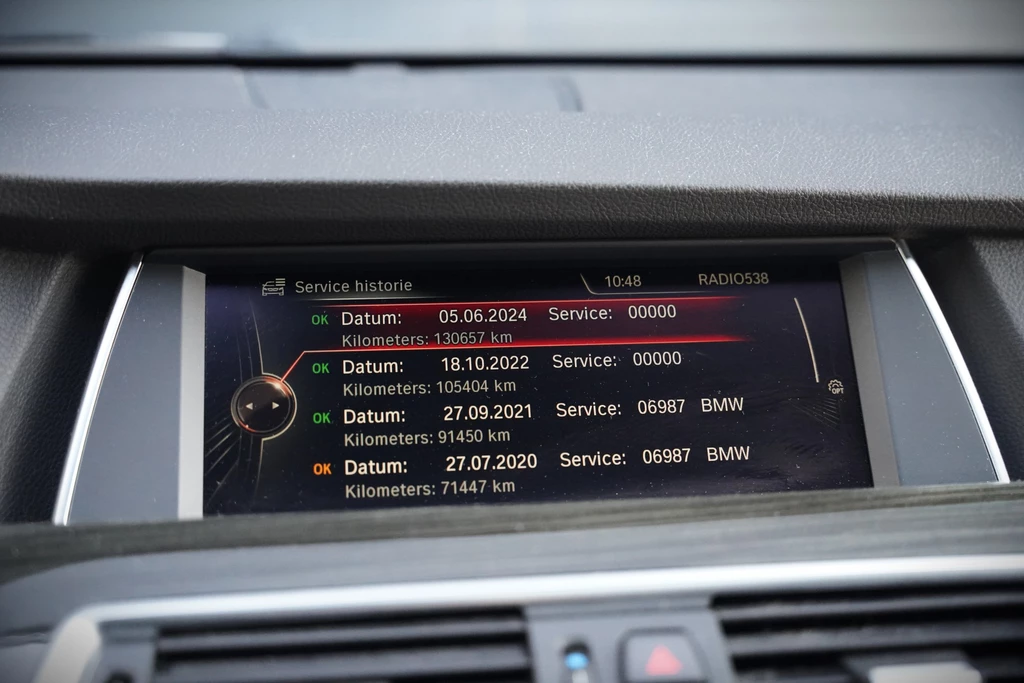 Service historie 10:48 RADIO538
OK Datum: 05.06.2024 Service: 00000
Kilometers: 130657 km
OK Datum: 18.10.2022 Service: 00000
Kilometers: 105404 km
OK Datum: 27.09.2021 Service: 06987 BMW
Kilometers: 91450 km
OK Datum: 27.07.2020 Service: 06987 BMW
Kilometers: 71447 km
OPT